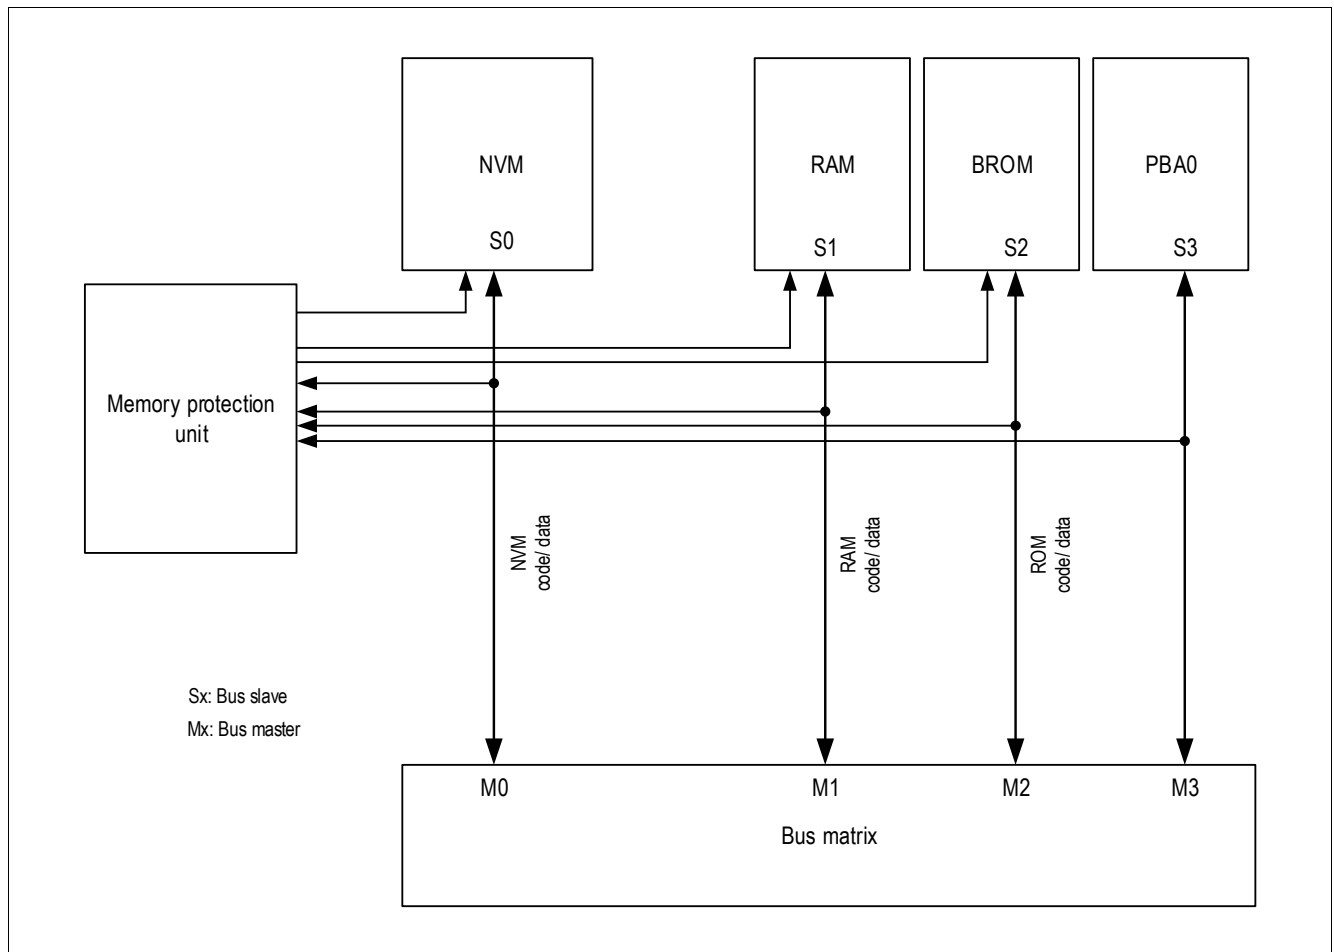 NVM
RAM
BROM
PBA0
S0
S1
S2
S3
Memory protection
unit
NVM
code/ data
RAM
code/ data
ROM
code/ data
Sx: Bus slave
Mx: Bus master
M0
M1
M2
M3
Bus matrix